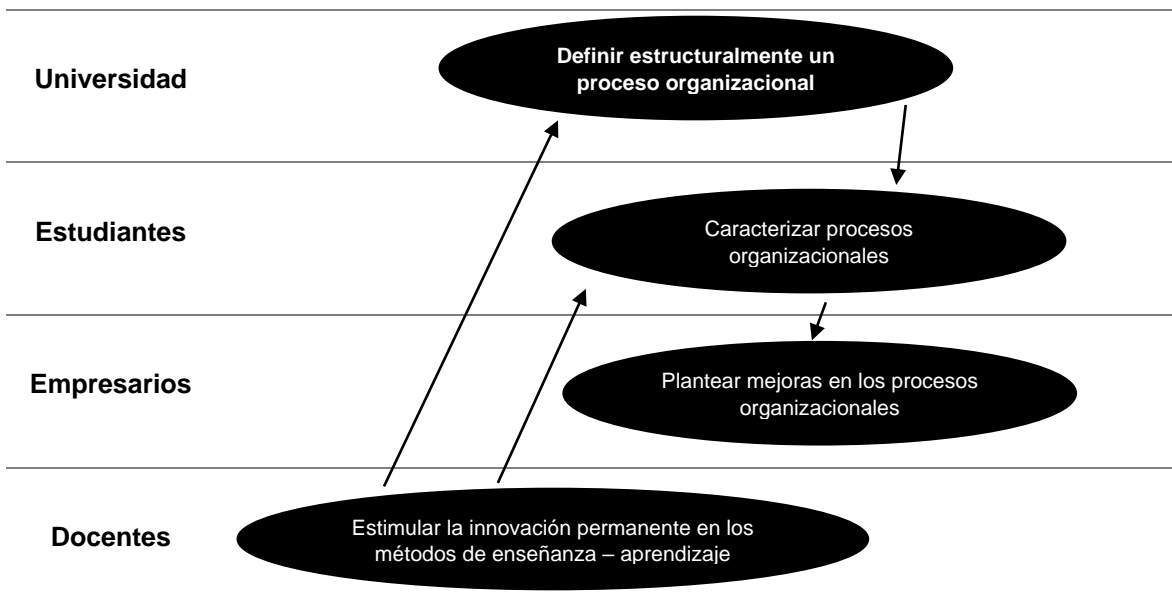 Universidad
Definir estructuralmente un
proceso organizacional
Estudiantes
Caracterizar procesos
organizacionales
Empresarios
Plantear mejoras en los procesos
organizacionales
Docentes
Estimular la innovación permanente en los
métodos de enseñanza – aprendizaje